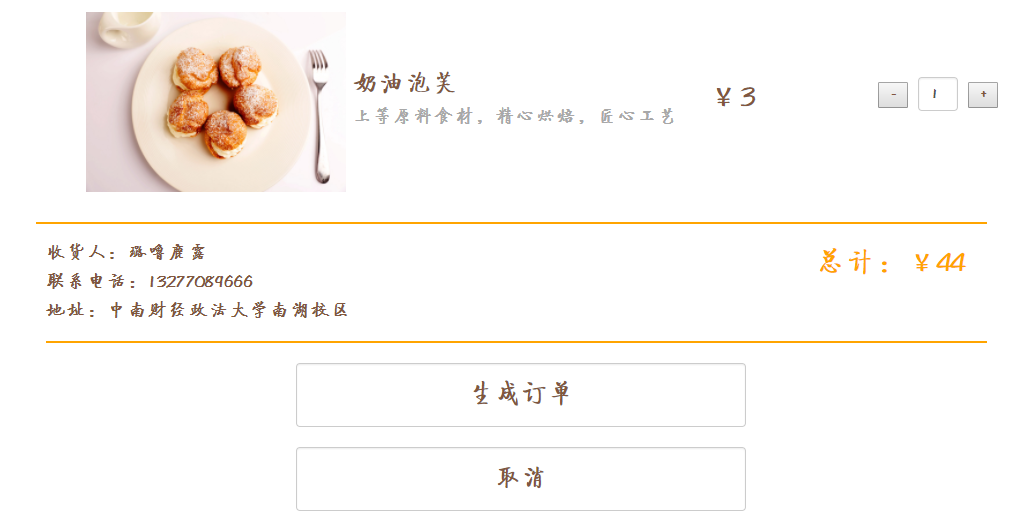 奶油泡芙
上等原料食材，精心烘焙，匠心工艺
￥3
- 1 +
收货人：璐噜鹿露
联系电话：13277089666
地址：中南财经政法大学南湖校区
总计：￥44
生成订单
取消